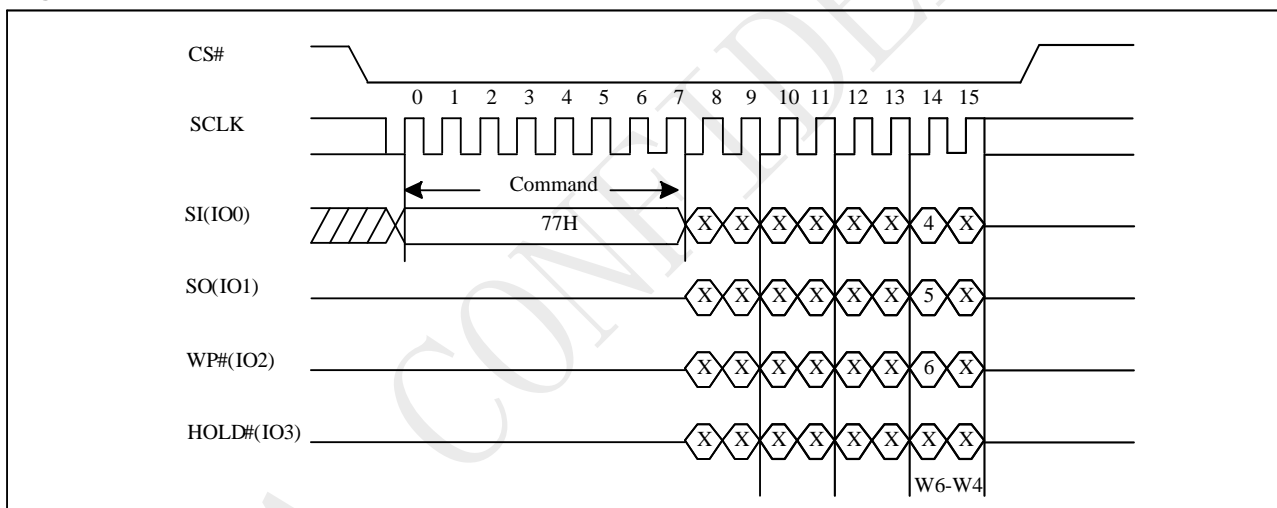 CS#
0 1 2 3 4 5 6 7 8 9 10 11 12 13 14 15
SCLK
Command
SI(IO0) 77H X X X X X X 4 X
SO(IO1) X X X X X X 5 X
WP#(IO2) X X X X X X 6 X
HOLD#(IO3) X X X X X X X X
W6-W4